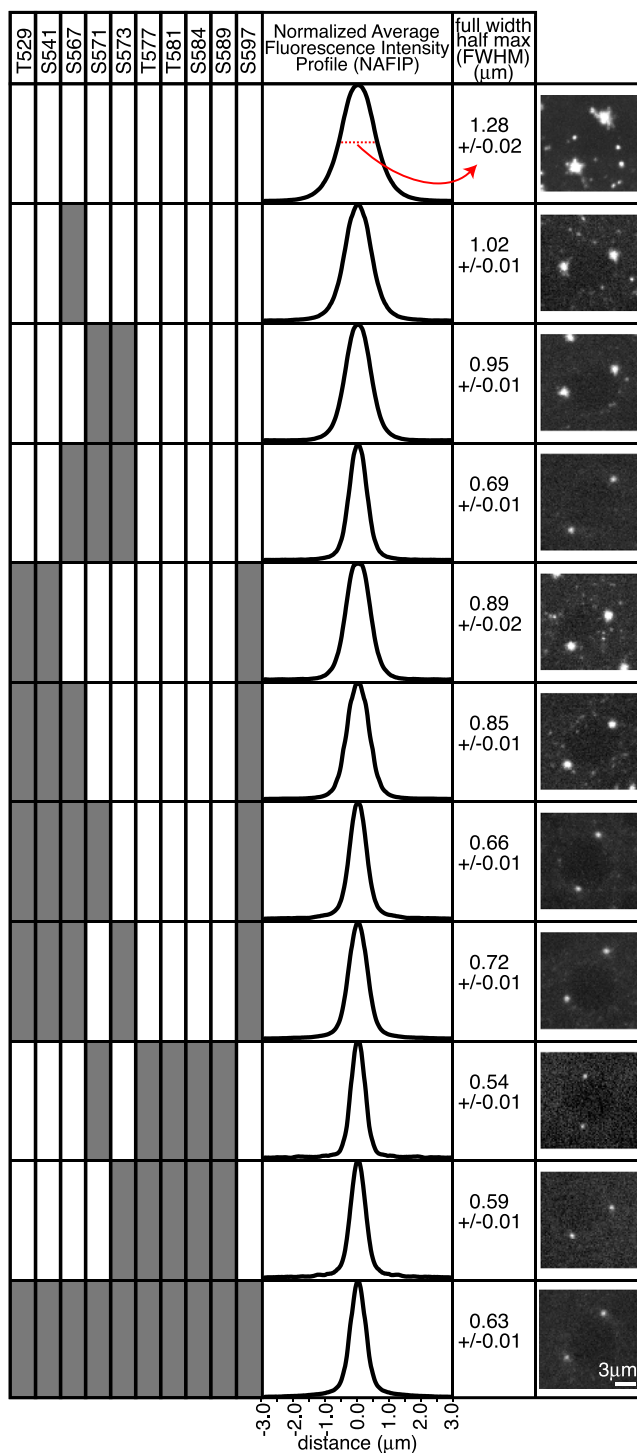 T529
S541
S567
S571
S573
T577
T581
S584
S589
S597
Normalized Average
Fluorescence Intensity
Profile (NAFIP)
full width
half max
(FWHM)
(μm)
1.28
+/-0.02
1.02
+/-0.01
0.95
+/-0.01
0.69
+/-0.01
0.89
+/-0.02
0.85
+/-0.01
0.66
+/-0.01
0.72
+/-0.01
0.54
+/-0.01
0.59
+/-0.01
0.63
+/-0.01
3μm
-3.0
-2.0
-1.0
0.0
1.0
2.0
3.0
distance (μm)